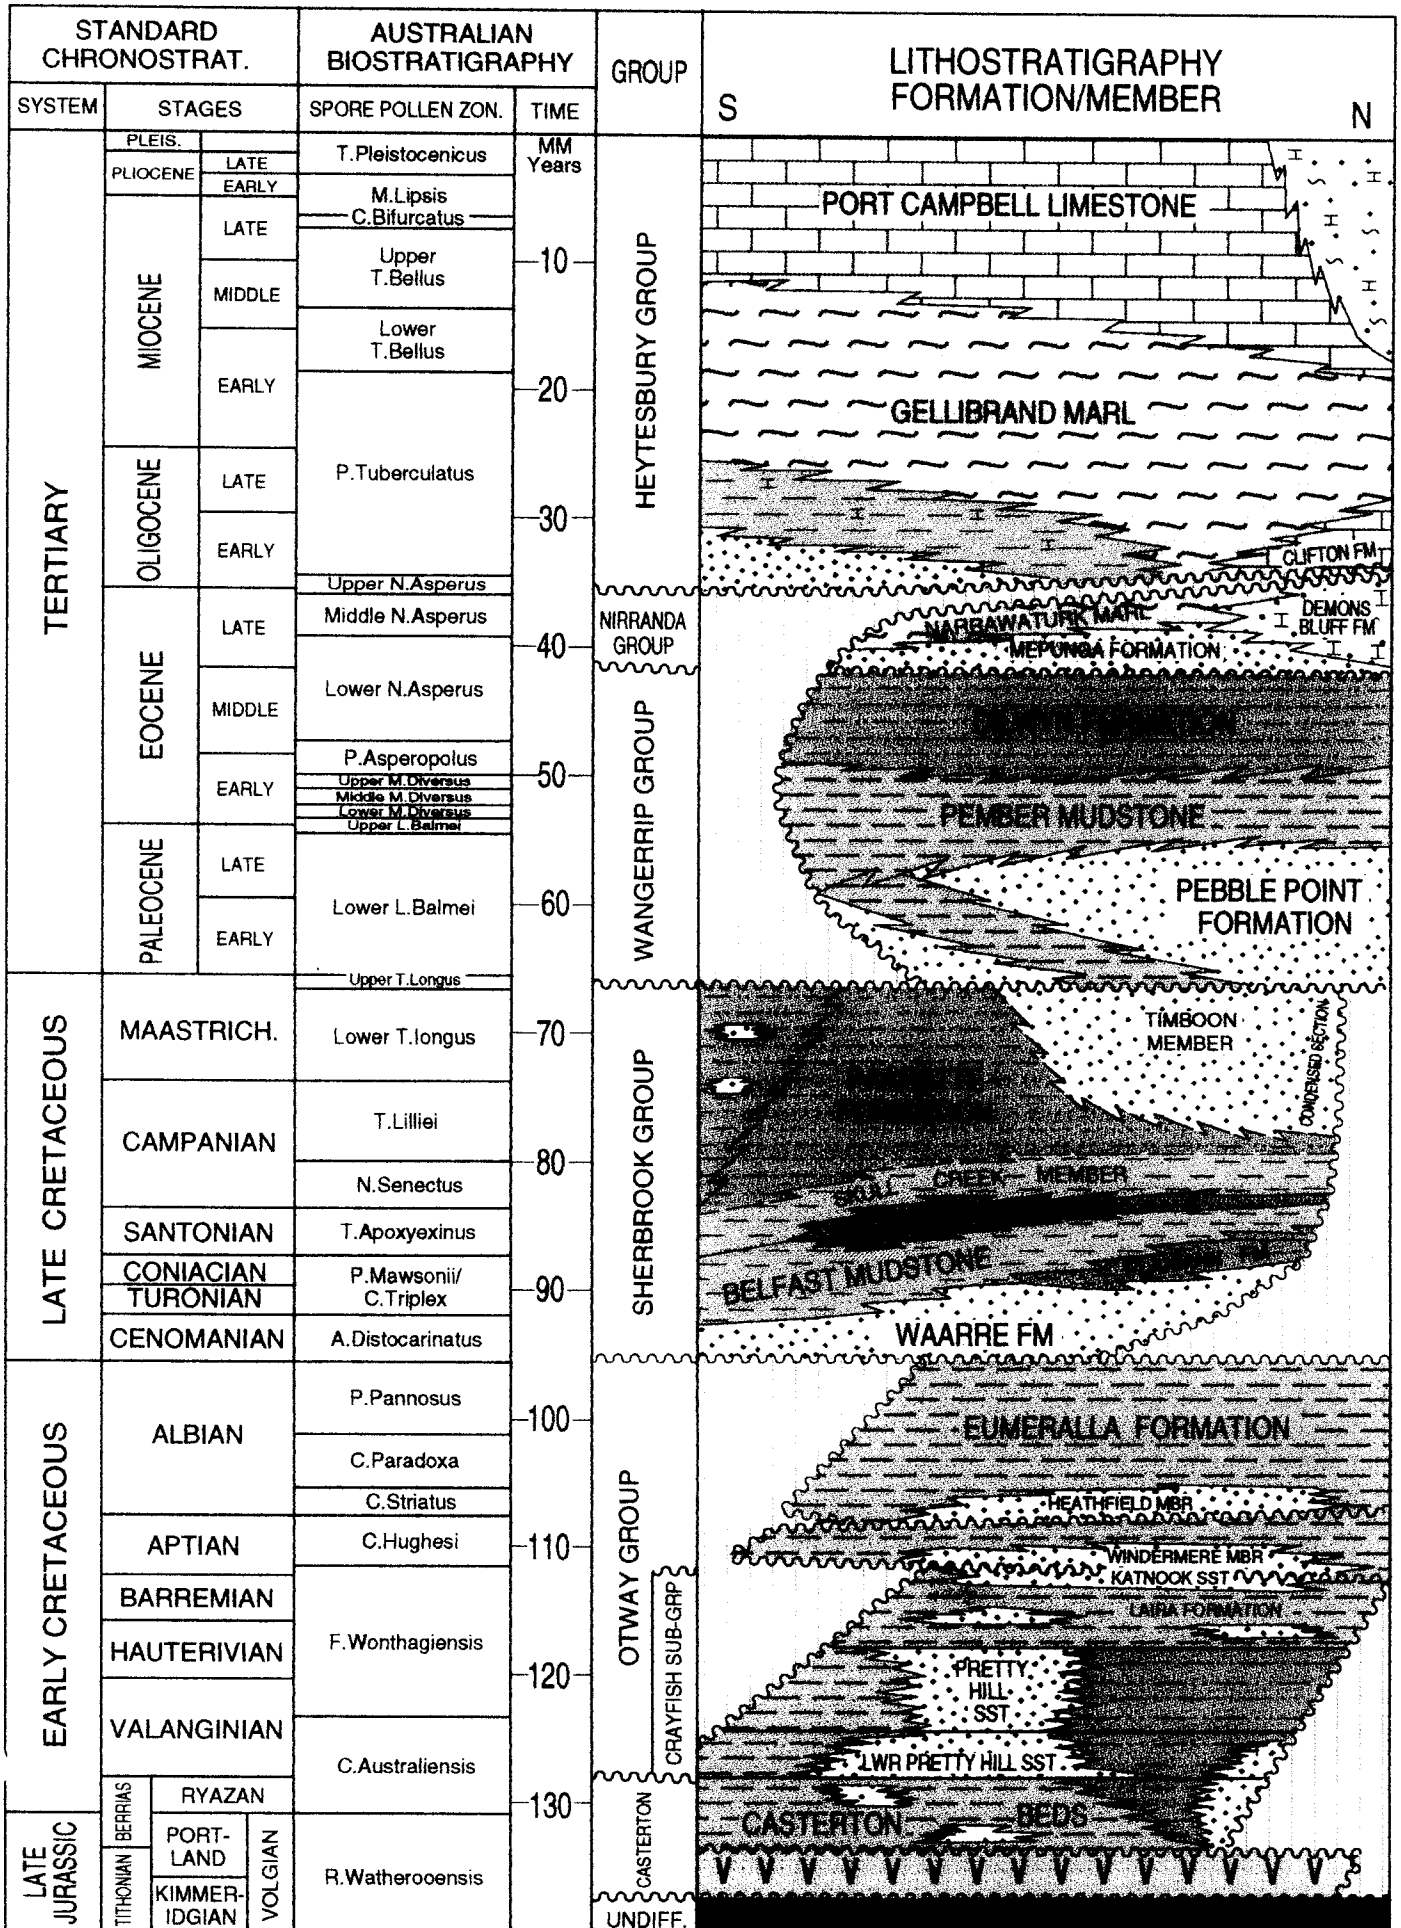 STANDARD
CHRONOSTRAT.
AUSTRALIAN
BIOSTRATIGRAPHY
GROUP
LITHOSTRATIGRAPHY
FORMATION/MEMBER
S
N
SYSTEM
STAGES
SPORE POLLEN ZON.
TIME
MM
Years
TERTIARY
PLEIS.
PLIOCENE
LATE
EARLY
MIOCENE
LATE
MIDDLE
EARLY
OLIGOCENE
LATE
EARLY
EOCENE
LATE
MIDDLE
EARLY
PALEOCENE
LATE
EARLY
LATE CRETACEOUS
MAASTRICH.
CAMPANIAN
SANTONIAN
CONIACIAN
TURONIAN
CENOMANIAN
EARLY CRETACEOUS
ALBIAN
APTIAN
BARREMIAN
HAUTERIVIAN
VALANGINIAN
BERRIAS
RYAZAN
LATE
JURASSIC
TITHONIAN
PORT-
LAND
KIMMER-
IDGIAN
VOLGIAN
T.Pleistocenicus
M.Lipsis
C.Bifurcatus
Upper
T.Bellus
Lower
T.Bellus
P.Tuberculatus
Upper N.Asperus
Middle N.Asperus
Lower N.Asperus
P.Asperopolus
Upper M.Diversus
Middle M.Diversus
Lower M.Diversus
Upper L.Balmei
Lower L.Balmei
Upper T.Longus
Lower T.longus
T.Lilliei
N.Senectus
T.Apoxyexinus
P.Mawsonii/
C.Triplex
A.Distocarinatus
P.Pannosus
C.Paradoxa
C.Striatus
C.Hughesi
F.Wonthagiensis
C.Australiensis
R.Watherooensis
10
20
30
40
50
60
70
80
90
100
110
120
130
HEYTESBURY GROUP
NIRRANDA
GROUP
WANGERRIP GROUP
SHERBROOK GROUP
OTWAY GROUP
CRAYFISH SUB-GRP
CASTERTON
UNDIFF.
PORT CAMPBELL LIMESTONE
GELLIBRAND MARL
CLIFTON FM
NARRAWATURK MARL
DEMONS
BLUFF FM
MEPUNGA FORMATION
PEMBER MUDSTONE
PEBBLE POINT
FORMATION
TIMBOON
MEMBER
CONDENSED SECTION
SKULL CREEK MEMBER
BELFAST MUDSTONE
FM
WAARRE FM
EUMERALLA FORMATION
HEATHFIELD MBR
WINDERMERE MBR
KATNOOK SST
LAIRA FORMATION
PRETTY
HILL
SST
LWR PRETTY HILL SST
CASTERTON BEDS